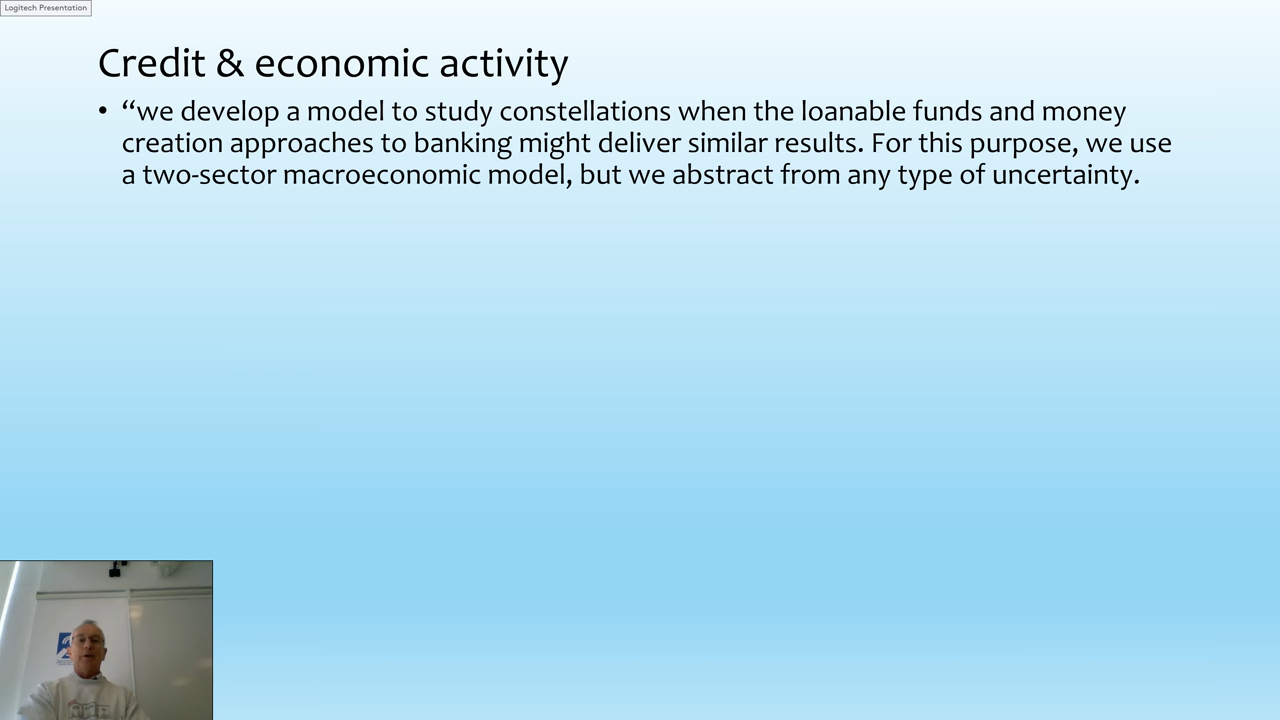 Logitech Presentation
Credit & economic activity
• “we develop a model to study constellations when the loanable funds and money
creation approaches to banking might deliver similar results. For this purpose, we use
a two-sector macroeconomic model, but we abstract from any type of uncertainty.